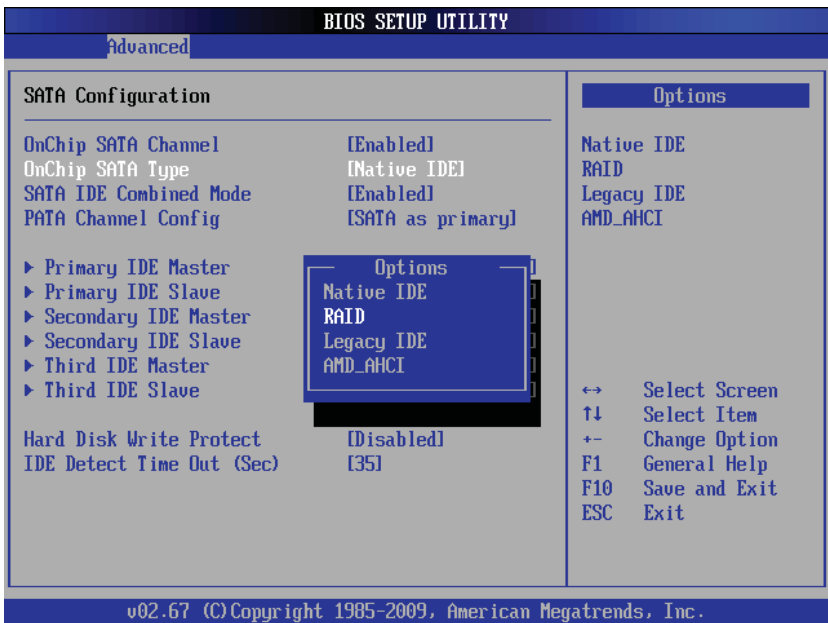 BIOS SETUP UTILITY
Advanced
SATA Configuration
OnChip SATA Channel [Enabled]
OnChip SATA Type [Native IDE]
SATA IDE Combined Mode [Enabled]
PATA Channel Config [SATA as primary]
▶ Primary IDE Master ]
▶ Primary IDE Slave ]
▶ Secondary IDE Master ]
▶ Secondary IDE Slave ]
▶ Third IDE Master ]
▶ Third IDE Slave ]
Options
Native IDE
RAID
Legacy IDE
AMD_AHCI
Hard Disk Write Protect [Disabled]
IDE Detect Time Out (Sec) [35]
Options
Native IDE
RAID
Legacy IDE
AMD_AHCI
↔ Select Screen
↑↓ Select Item
+- Change Option
F1 General Help
F10 Save and Exit
ESC Exit
v02.67 (C)Copyright 1985-2009, American Megatrends, Inc.